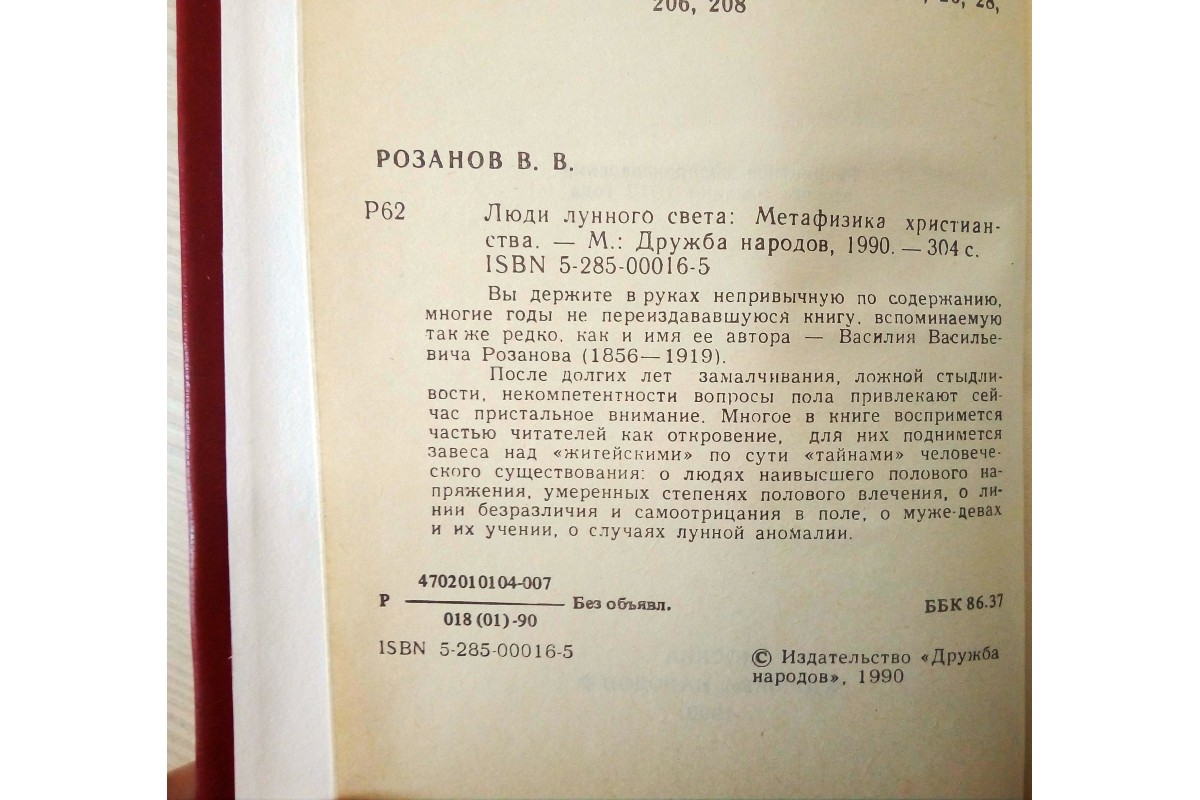 206, 208
28,
РОЗАНОВ В. В.
Р62 Люди лунного света: Метафизика христиан-
ства. — М.: Дружба народов, 1990. — 304 с.
ISBN 5-285-00016-5
Вы держите в руках непривычную по содержанию,
многие годы не переиздававшуюся книгу, вспоминаемую
так же редко, как и имя ее автора — Василия Василье-
вича Розанова (1856—1919).
После долгих лет замалчивания, ложной стыдли-
вости, некомпетентности вопросы пола привлекают сей-
час пристальное внимание. Многое в книге воспримется
частью читателей как откровение, для них поднимется
завеса над «житейскими» по сути «тайнами» человече-
ского существования: о людях наивысшего полового на-
пряжения, умеренных степенях полового влечения, о ли-
нии безразличия и самоотрицания в поле, о муже-девах
и их учении, о случаях лунной аномалии.
4702010104-007
Р Без объявл. ББК 86.37
018 (01)-90
ISBN 5-285-00016-5
© Издательство «Дружба
народов», 1990